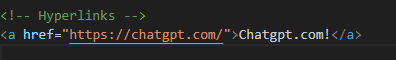 <!-- Hyperlinks -->
<a href="https://chatgpt.com/">Chatgpt.com!</a>